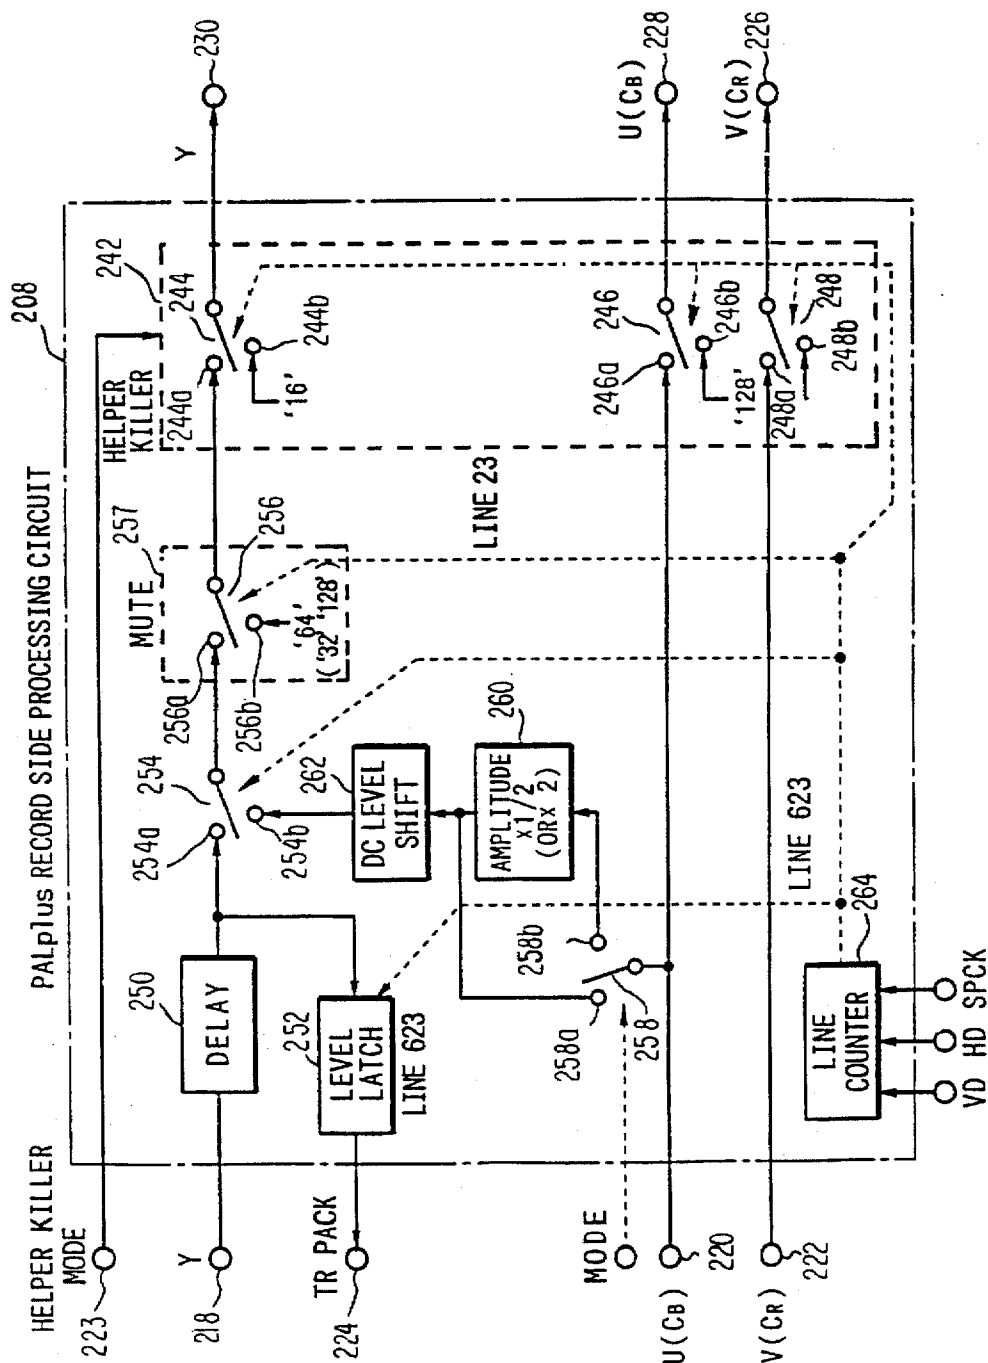 PALplus RECORD SIDE PROCESSING CIRCUIT
208
HELPER KILLER
MODE
223
Y
218
TR PACK
224
MODE
U(CB)
220
V(CR)
222
250
DELAY
252
LEVEL
LATCH
LINE 623
254a
254
254b
262
DC LEVEL
SHIFT
260
AMPLITUDE
x1/2
(OR x 2)
258b
258a
258
MUTE
257
256a
256
256b
'64'
('32' '128')
HELPER
KILLER
242
244a
244
244b
'16'
LINE 23
246a
246
246b
'128'
248a
248
248b
LINE 623
264
LINE
COUNTER
VD HD SPCK
Y
230
U(CB)
228
V(CR)
226